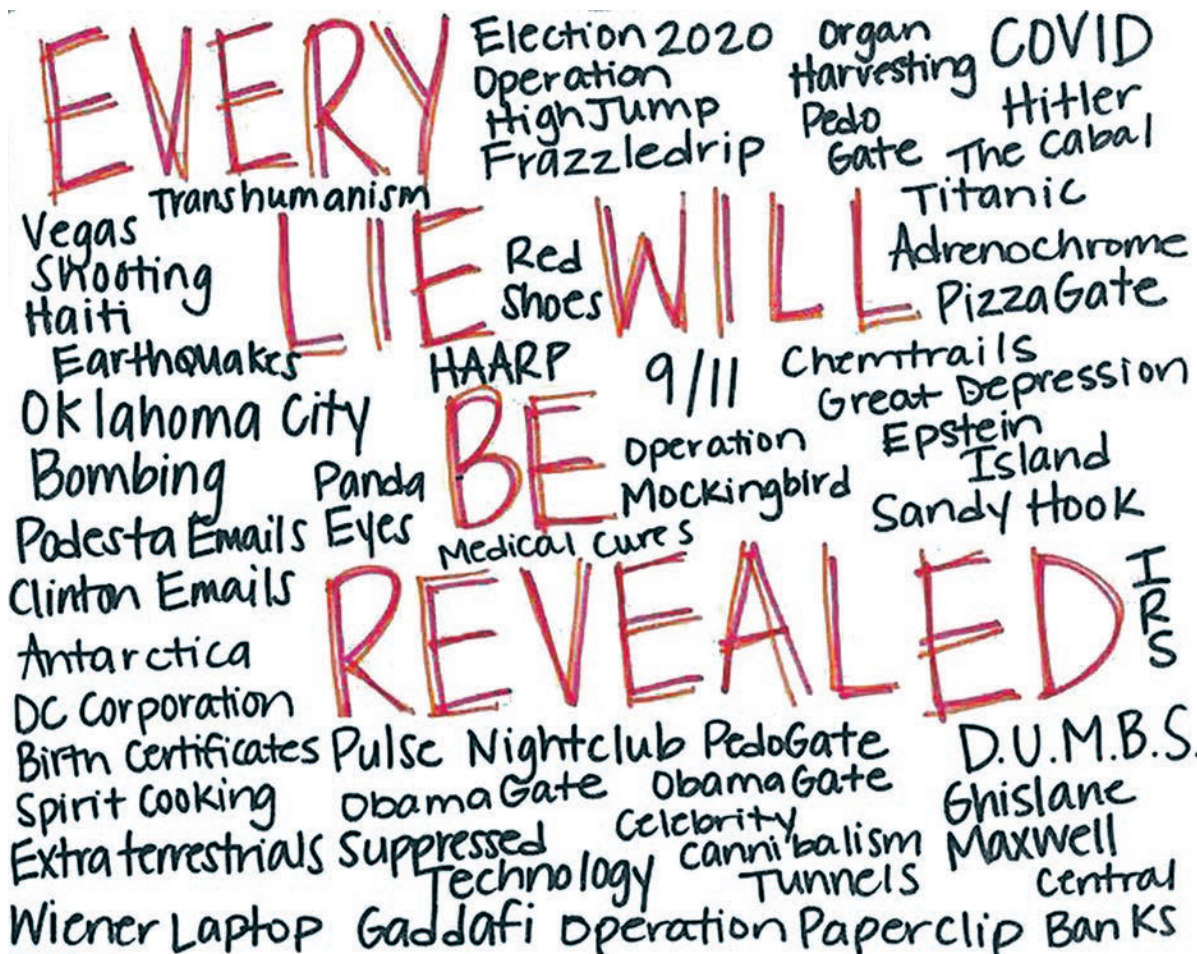 EVERY
Election 2020
Operation
HighJump
Frazzledrip
Organ
Harvesting
Pedo
Gate
COVID
Hitler
The Cabal
Titanic
Transhumanism
Vegas
Shooting
Haiti
Earthquakes
LIE WILL
Red
Shoes
Adrenochrome
PizzaGate
HAARP
9/11
Chemtrails
Great Depression
Oklahoma City
Bombing
Panda
Eyes
BE
Operation
Mockingbird
Epstein
Island
Sandy Hook
Podesta Emails
Clinton Emails
Medical Cures
Antarctica
DC Corporation
REVEALED
IRS
Birth Certificates
Spirit Cooking
Extraterrestrials
Pulse Nightclub
PedoGate
D.U.M.B.S.
ObamaGate
ObamaGate
Ghislane
Maxwell
Suppressed
Technology
Celebrity
Cannibalism
Tunnels
Central
Banks
Wiener Laptop
Gaddafi
Operation Paperclip